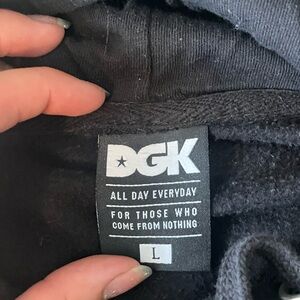 DGK
ALL DAY EVERYDAY
FOR THOSE WHO
COME FROM NOTHING
L